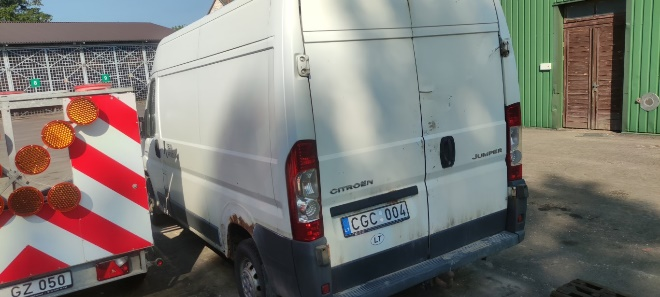 CITROËN
JUMPER
CGC 004
LT
GZ 050